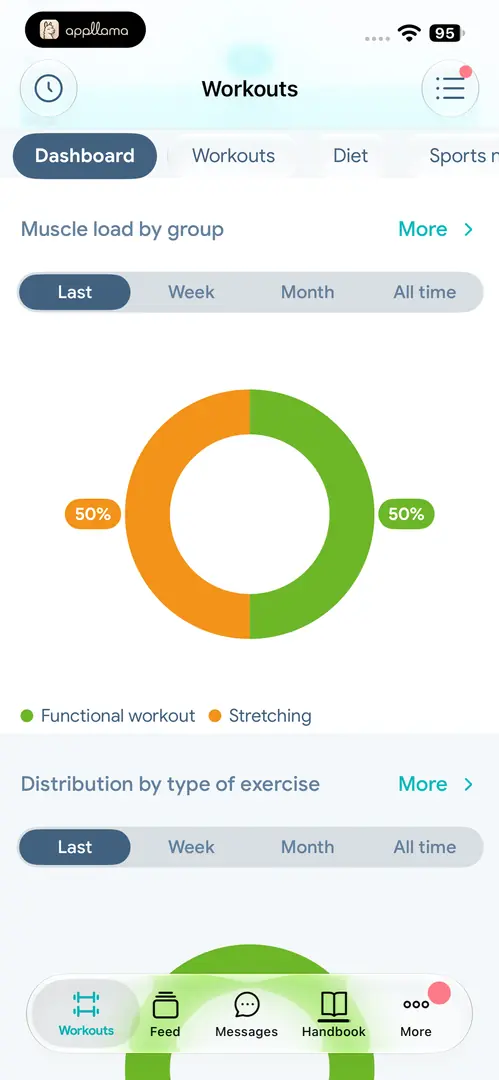 appllama
95
Workouts
Dashboard Workouts Diet Sports n
Muscle load by group More
Last Week Month All time
50% 50%
Functional workout Stretching
Distribution by type of exercise More
Last Week Month All time
Workouts Feed Messages Handbook More